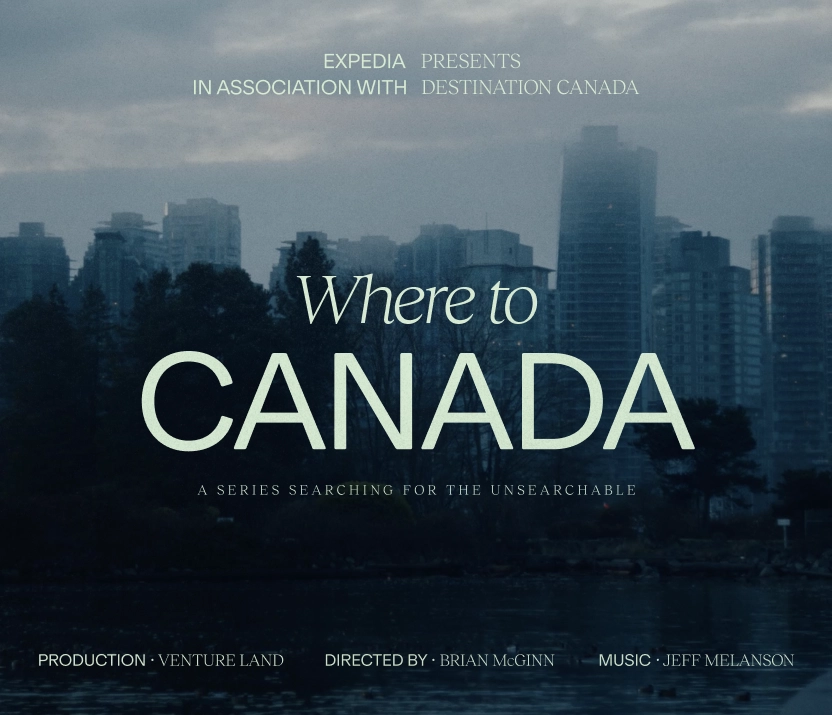 EXPEDIA PRESENTS
IN ASSOCIATION WITH DESTINATION CANADA
Where to
CANADA
A SERIES SEARCHING FOR THE UNSEARCHABLE
PRODUCTION · VENTURE LAND DIRECTED BY · BRIAN McGINN MUSIC · JEFF MELANSON